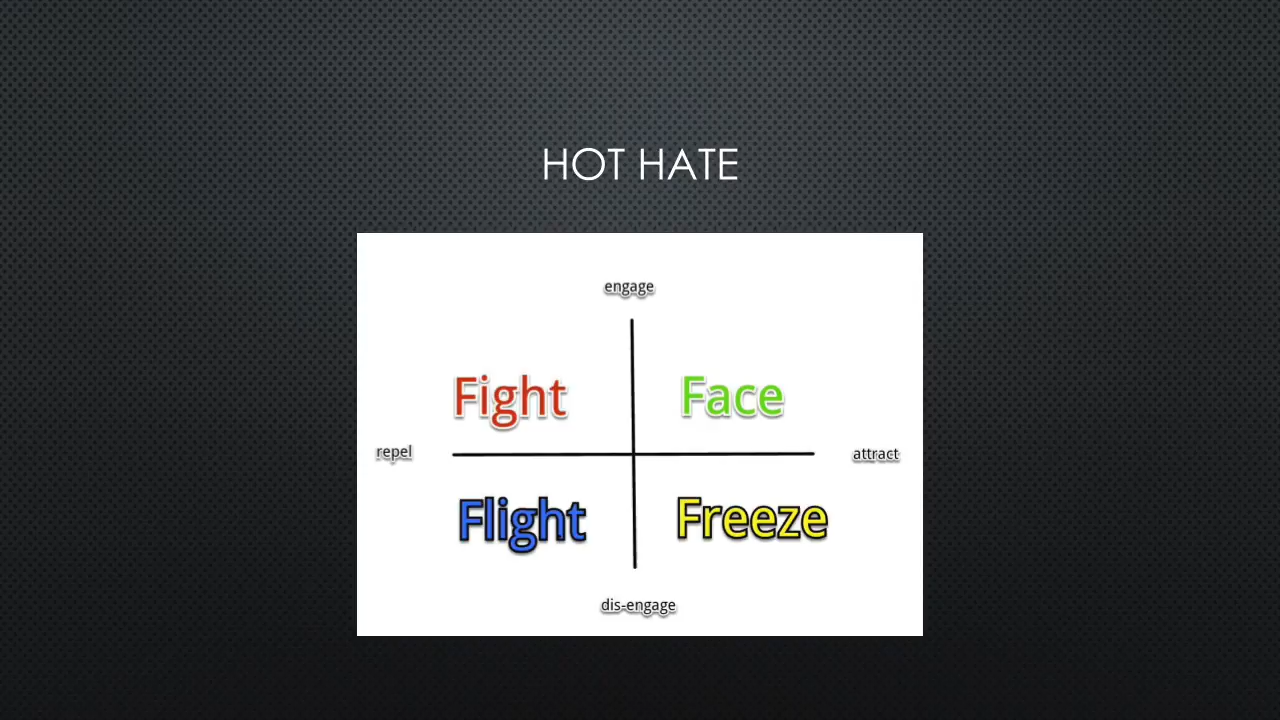 HOT HATE
engage
Fight Face
repel attract
Flight Freeze
dis-engage